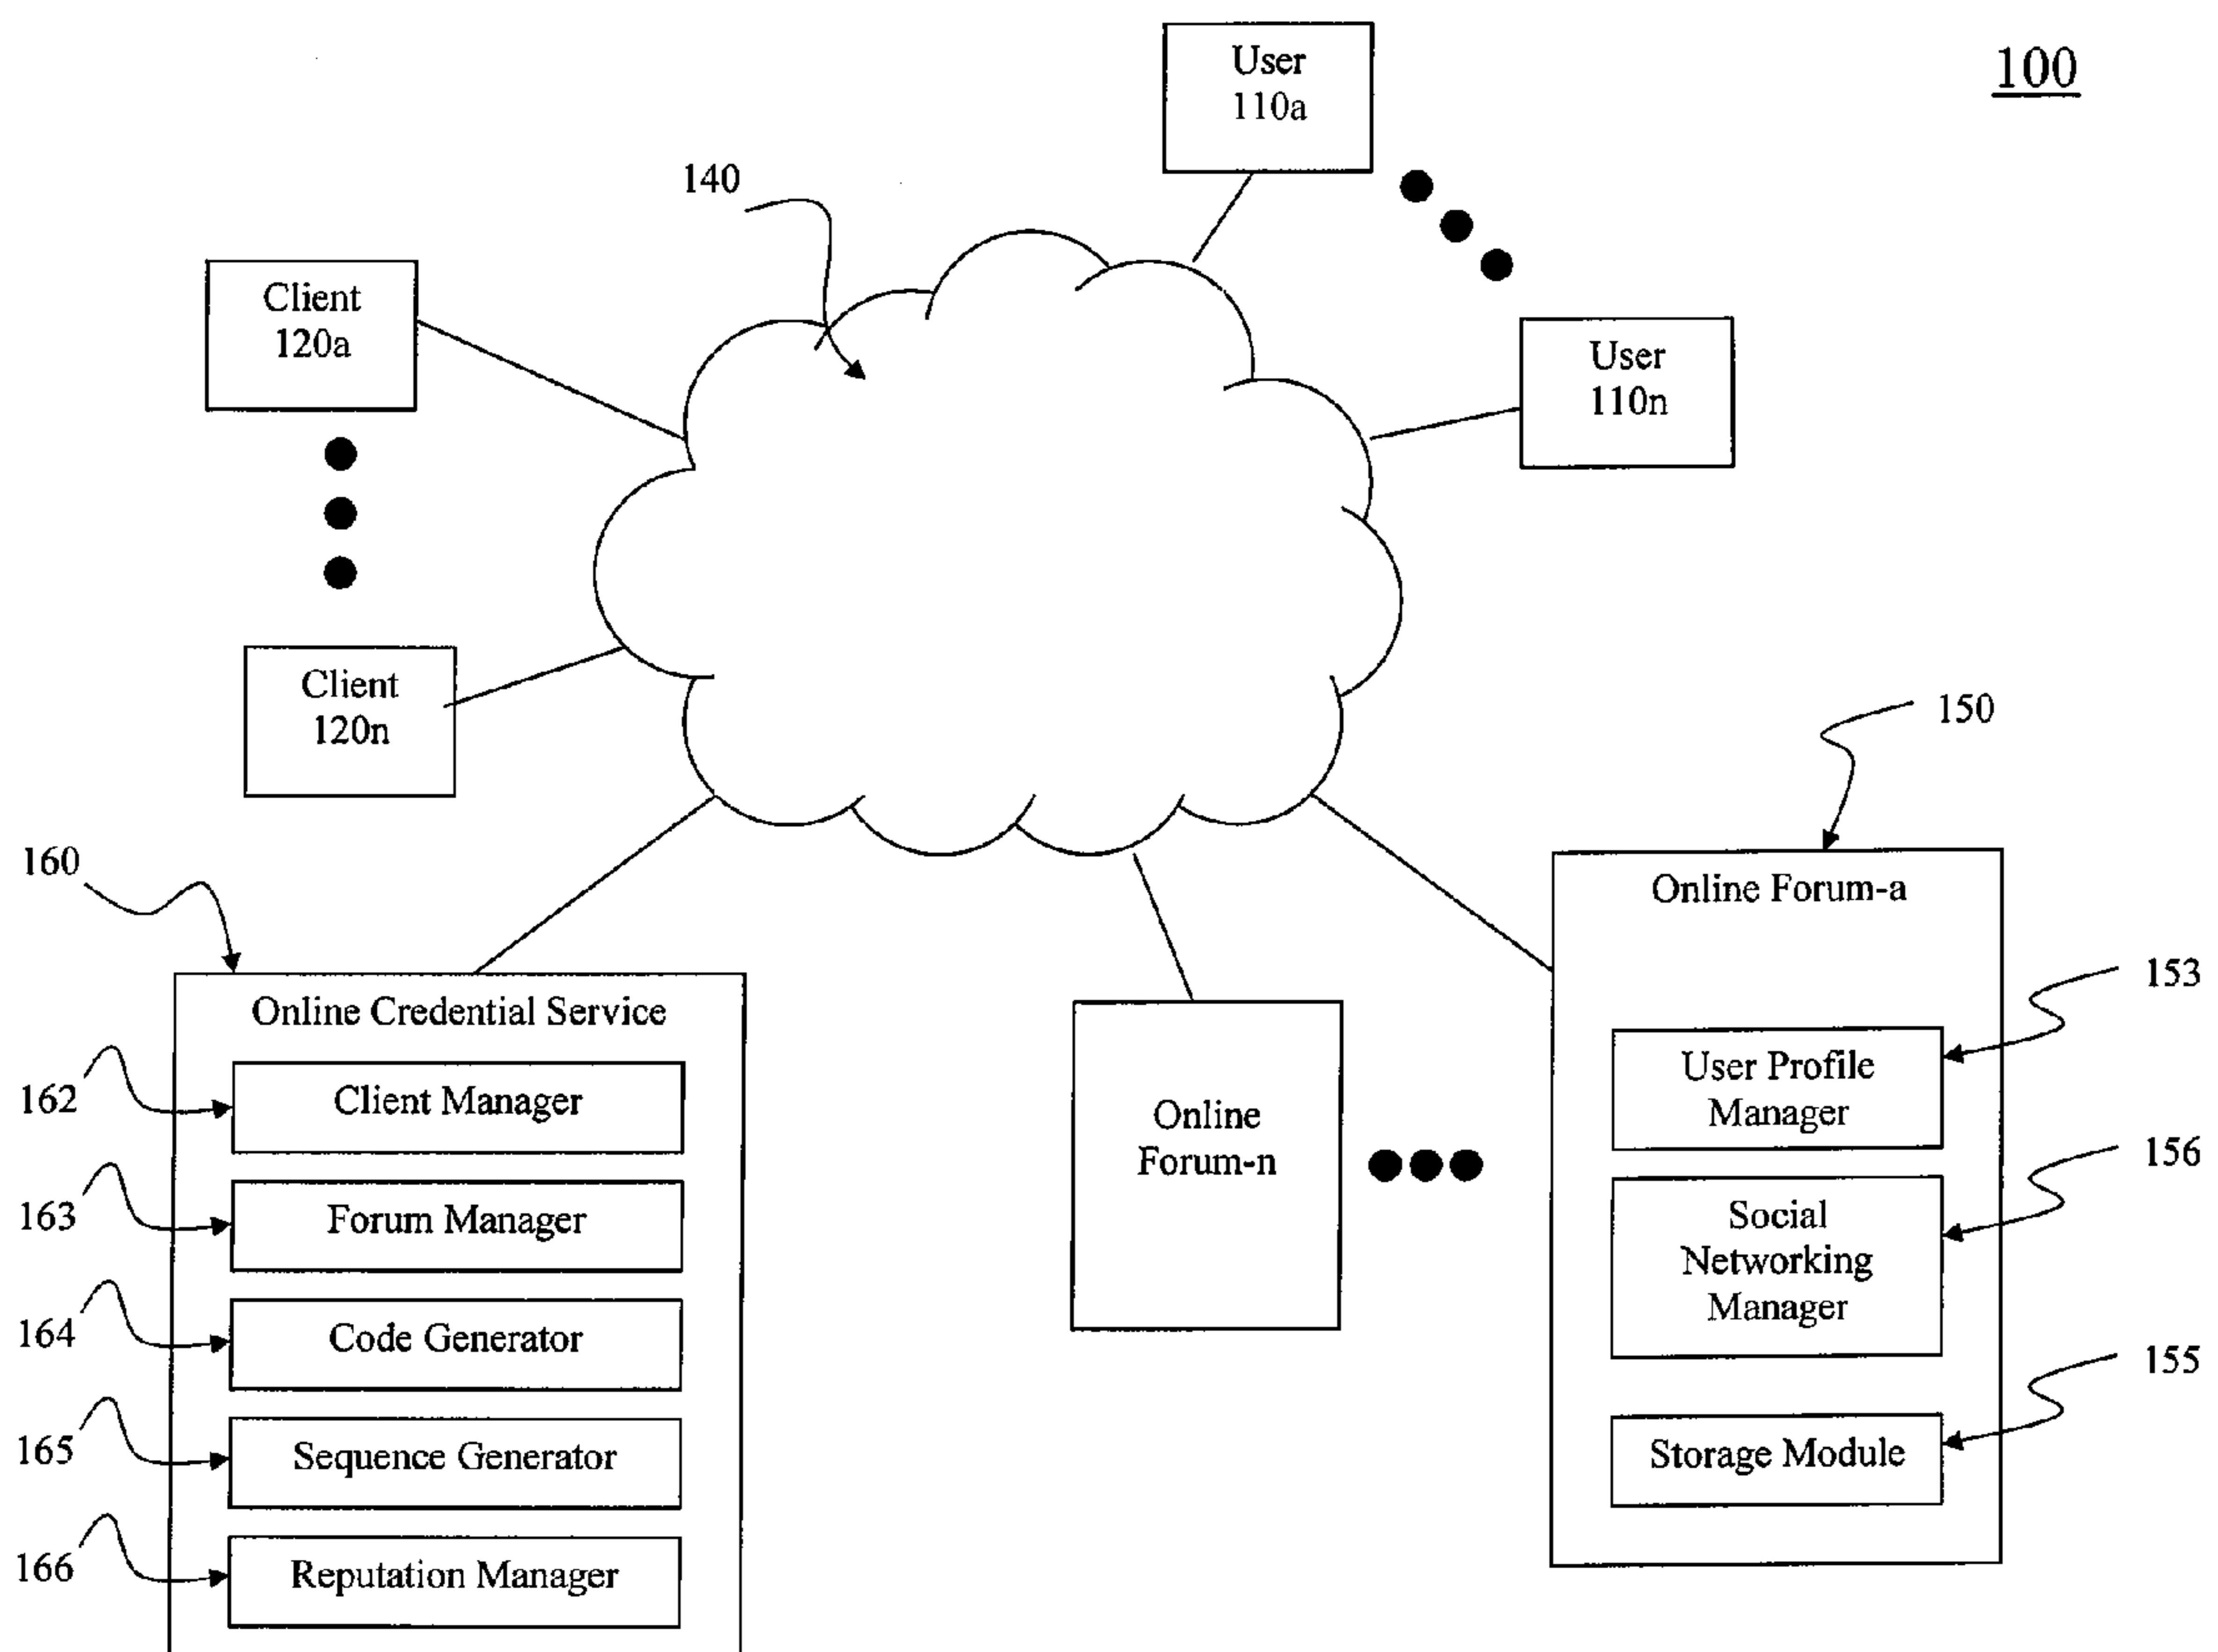 100
User
110a
140
Client
120a
User
110n
Client
120n
150
160
Online Forum-a
Online Credential Service
153
User Profile
Manager
162
Client Manager
Online
Forum-n
156
Social
Networking
Manager
163
Forum Manager
164
Code Generator
155
Storage Module
165
Sequence Generator
166
Reputation Manager